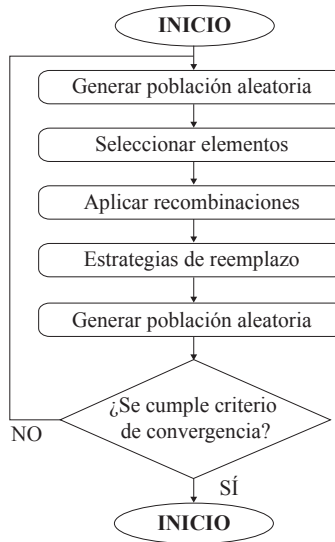 INICIO
Generar población aleatoria
Seleccionar elementos
Aplicar recombinaciones
Estrategias de reemplazo
Generar población aleatoria
¿Se cumple criterio
de convergencia?
NO
SÍ
INICIO